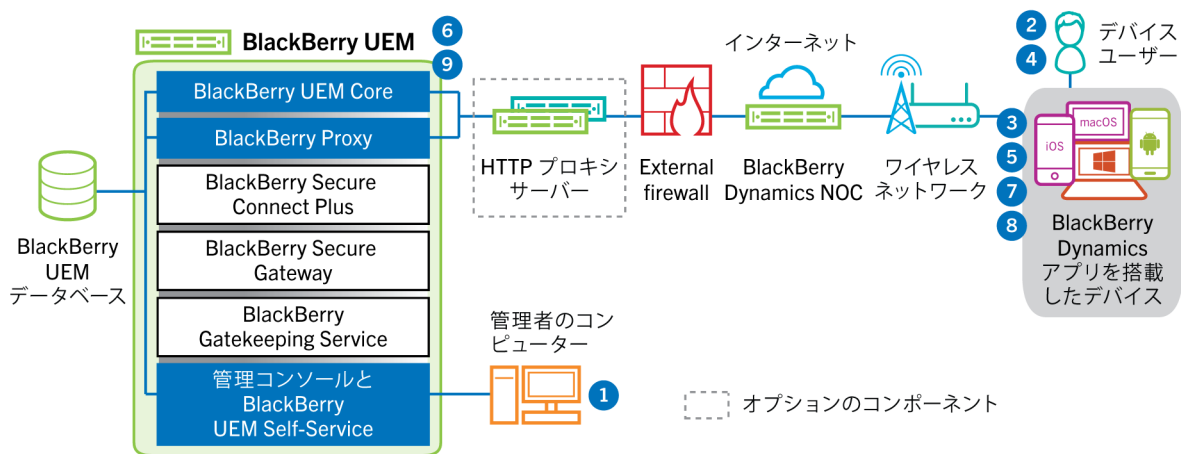 BlackBerry UEM
6
9
BlackBerry UEM Core
BlackBerry Proxy
BlackBerry Secure
Connect Plus
BlackBerry Secure
Gateway
BlackBerry
Gatekeeping Service
管理コンソールと
BlackBerry
UEM Self-Service
BlackBerry
UEM
データベース
HTTP プロキシ
サーバー
External
firewall
インターネット
BlackBerry
Dynamics NOC
ワイヤレス
ネットワーク
2
4
デバイス
ユーザー
3
5
7
8
macOS
iOS
BlackBerry
Dynamics
アプリを搭載
したデバイス
管理者のコン
ピューター
1
オプションのコンポーネント